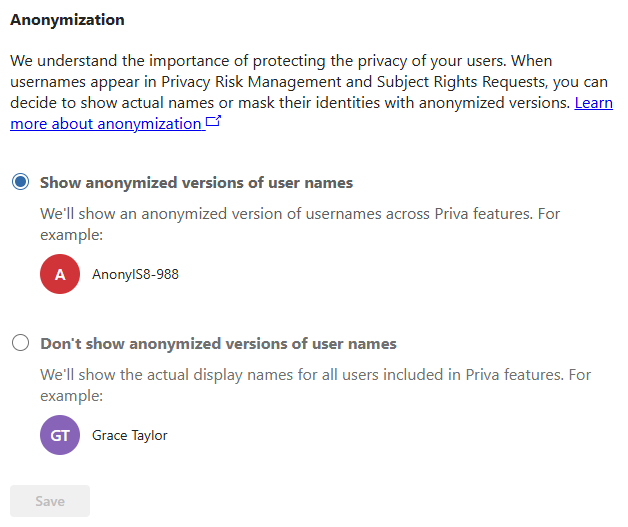 Anonymization
We understand the importance of protecting the privacy of your users. When
usernames appear in Privacy Risk Management and Subject Rights Requests, you can
decide to show actual names or mask their identities with anonymized versions. Learn
more about anonymization
Show anonymized versions of user names
We'll show an anonymized version of usernames across Priva features. For
example:
A AnonyIS8-988
Don't show anonymized versions of user names
We'll show the actual display names for all users included in Priva features. For
example:
GT Grace Taylor
Save